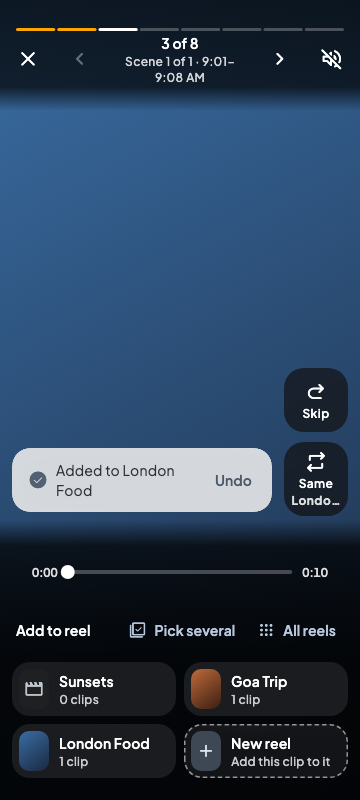 3 of 8
Scene 1 of 1 · 9:01–
9:08 AM
Skip
Added to London
Food
Undo
Same
Londo…
0:00
0:10
Add to reel
Pick several
All reels
Sunsets
0 clips
Goa Trip
1 clip
London Food
1 clip
New reel
Add this clip to it